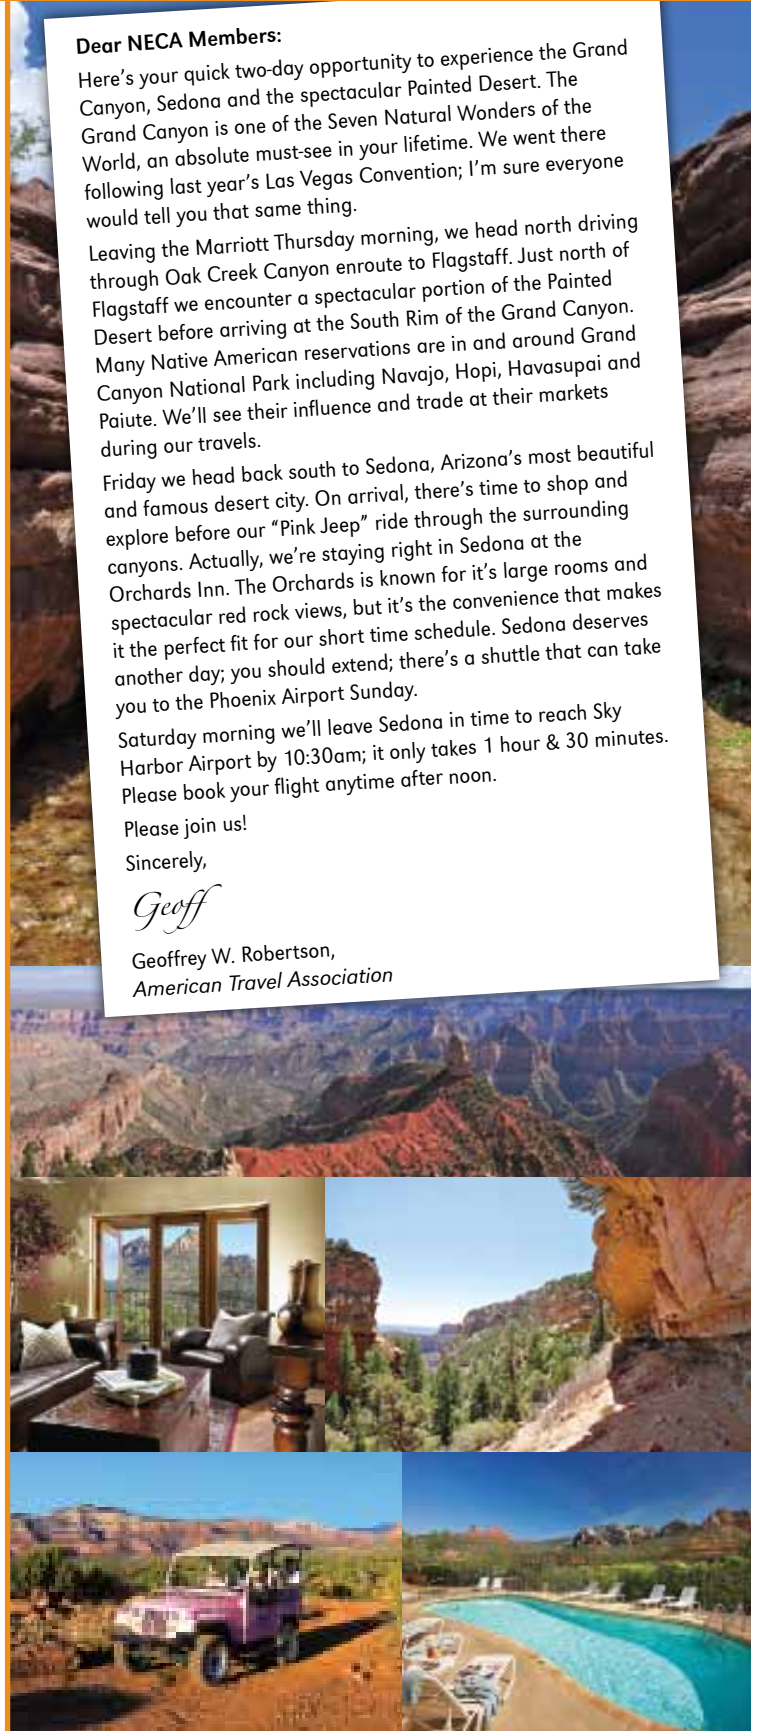 Dear NECA Members:
Here's your quick two-day opportunity to experience the Grand
Canyon, Sedona and the spectacular Painted Desert. The
Grand Canyon is one of the Seven Natural Wonders of the
World, an absolute must-see in your lifetime. We went there
following last year's Las Vegas Convention; I'm sure everyone
would tell you that same thing.
Leaving the Marriott Thursday morning, we head north driving
through Oak Creek Canyon enroute to Flagstaff. Just north of
Flagstaff we encounter a spectacular portion of the Painted
Desert before arriving at the South Rim of the Grand Canyon.
Many Native American reservations are in and around Grand
Canyon National Park including Navajo, Hopi, Havasupai and
Paiute. We'll see their influence and trade at their markets
during our travels.
Friday we head back south to Sedona, Arizona's most beautiful
and famous desert city. On arrival, there's time to shop and
explore before our “Pink Jeep” ride through the surrounding
canyons. Actually, we're staying right in Sedona at the
Orchards Inn. The Orchards is known for it's large rooms and
spectacular red rock views, but it's the convenience that makes
it the perfect fit for our short time schedule. Sedona deserves
another day; you should extend; there's a shuttle that can take
you to the Phoenix Airport Sunday.
Saturday morning we'll leave Sedona in time to reach Sky
Harbor Airport by 10:30am; it only takes 1 hour & 30 minutes.
Please book your flight anytime after noon.
Please join us!
Sincerely,
Geoff
Geoffrey W. Robertson,
American Travel Association